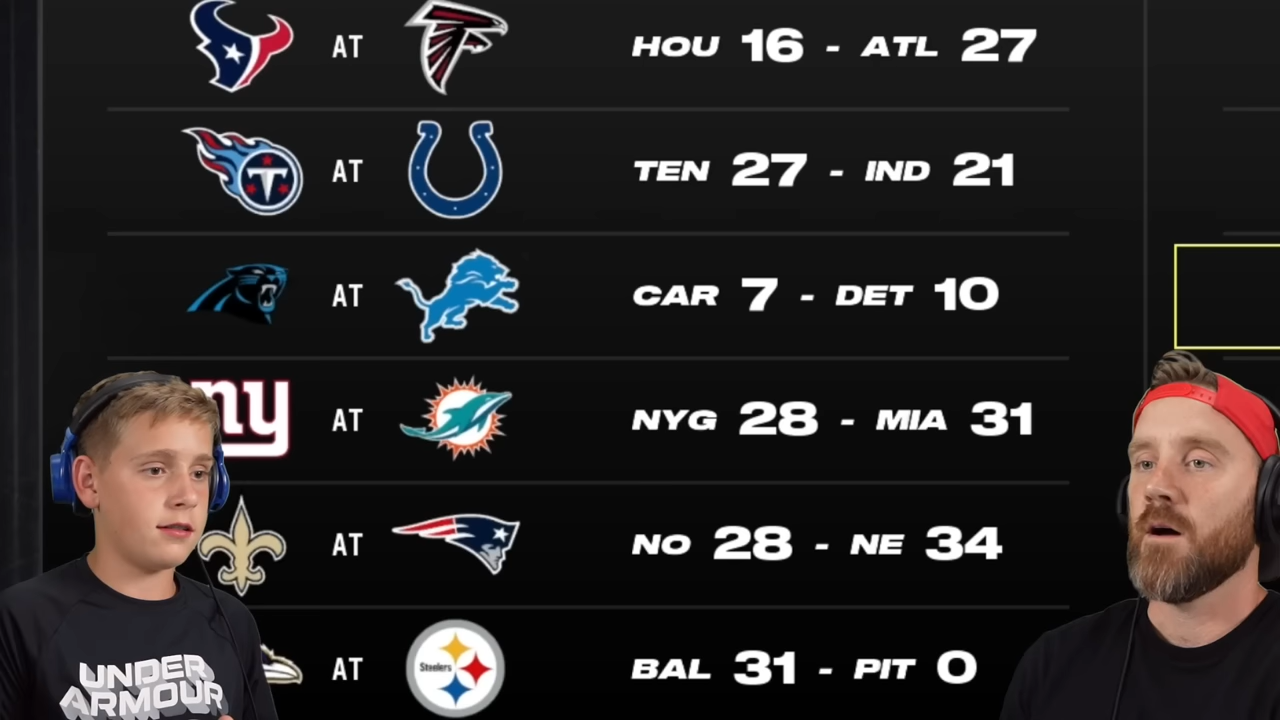 AT HOU 16 - ATL 27
AT TEN 27 - IND 21
AT CAR 7 - DET 10
ny AT NYG 28 - MIA 31
AT NO 28 - NE 34
Steelers AT BAL 31 - PIT 0
UNDER
ARMOUR